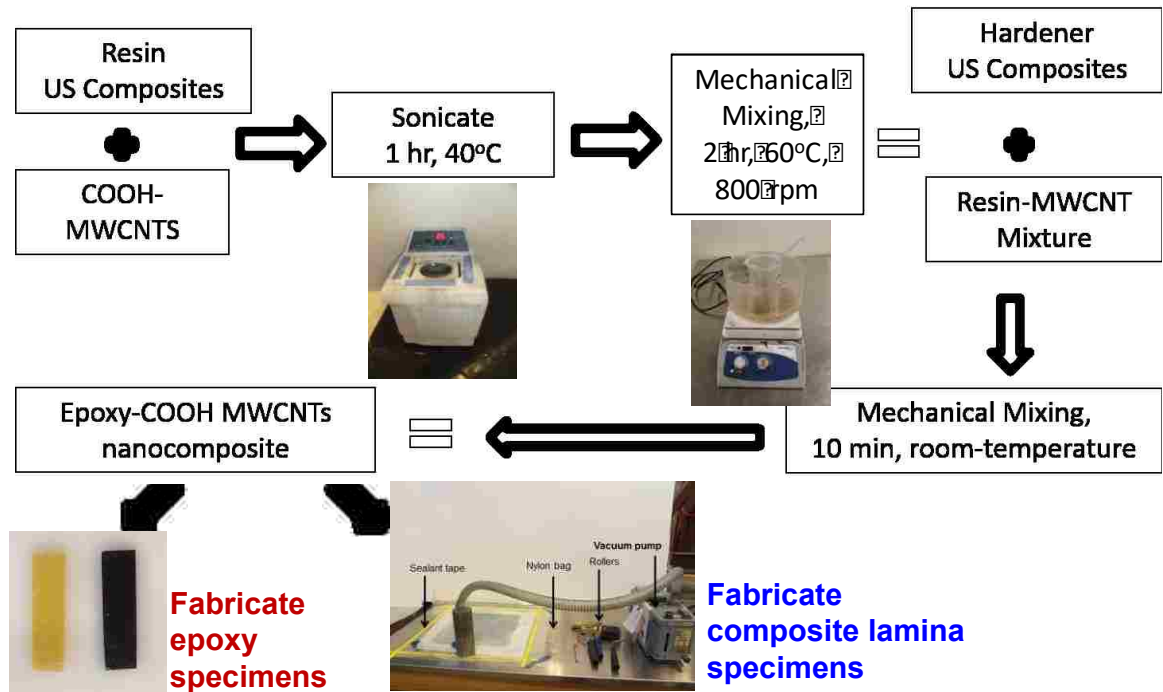 Resin
US Composites
COOH-
MWCNTS
Sonicate
1 hr, 40ºC
Mechanical⍰
Mixing,⍰
2⍰hr,⍰60ºC,⍰
800⍰rpm
Hardener
US Composites
Resin-MWCNT
Mixture
Mechanical Mixing,
10 min, room-temperature
Epoxy-COOH MWCNTs
nanocomposite
Fabricate
epoxy
specimens
Sealant tape
Nylon bag
Rollers
Vacuum pump
Fabricate
composite lamina
specimens